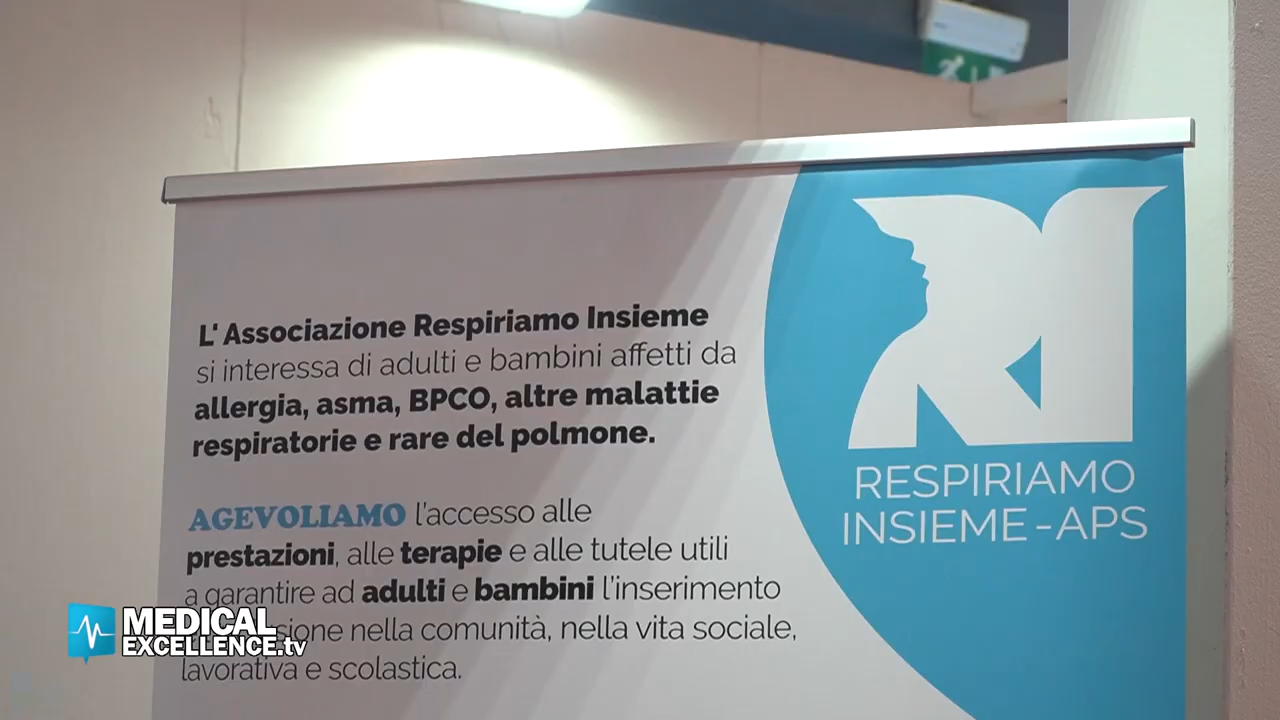 L' Associazione Respiriamo Insieme
si interessa di adulti e bambini affetti da
allergia, asma, BPCO, altre malattie
respiratorie e rare del polmone.
AGEVOLIAMO l'accesso alle
prestazioni, alle terapie e alle tutele utili
a garantire ad adulti e bambini l'inserimento
nella comunità, nella vita sociale,
lavorativa e scolastica.
RI
RESPIRIAMO
INSIEME-APS
MEDICAL
EXCELLENCE.tv